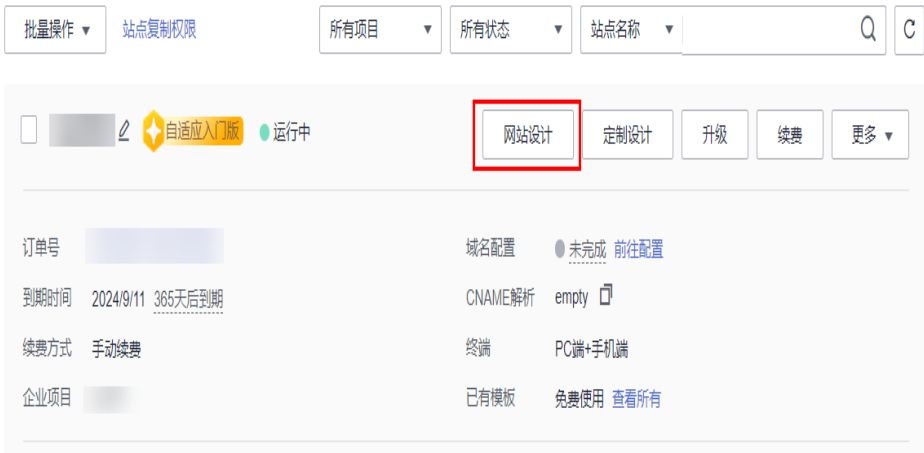 批量操作 站点复制权限 所有项目 所有状态 站点名称
自适应入门版 运行中 网站设计 定制设计 升级 续费 更多
订单号 域名配置 未完成 前往配置
到期时间 2024/9/11 365天后到期 CNAME解析 empty
续费方式 手动续费 终端 PC端+手机端
企业项目 已有模板 免费使用 查看所有